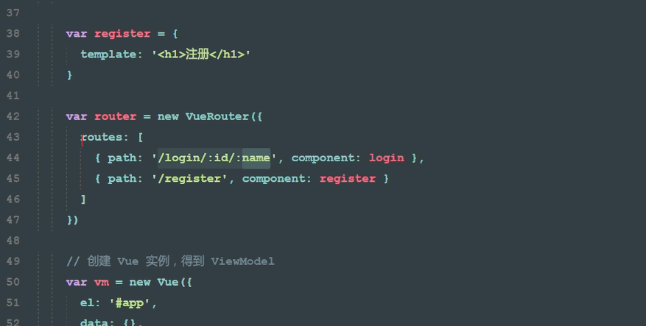 37
38 var register = {
39 template: '<h1>注册</h1>'
40 }
41
42 var router = new VueRouter({
43 routes: [
44 { path: '/login/:id/:name', component: login },
45 { path: '/register', component: register }
46 ]
47 })
48
49 // 创建 Vue 实例，得到 ViewModel
50 var vm = new Vue({
51 el: '#app',
52 data: {},